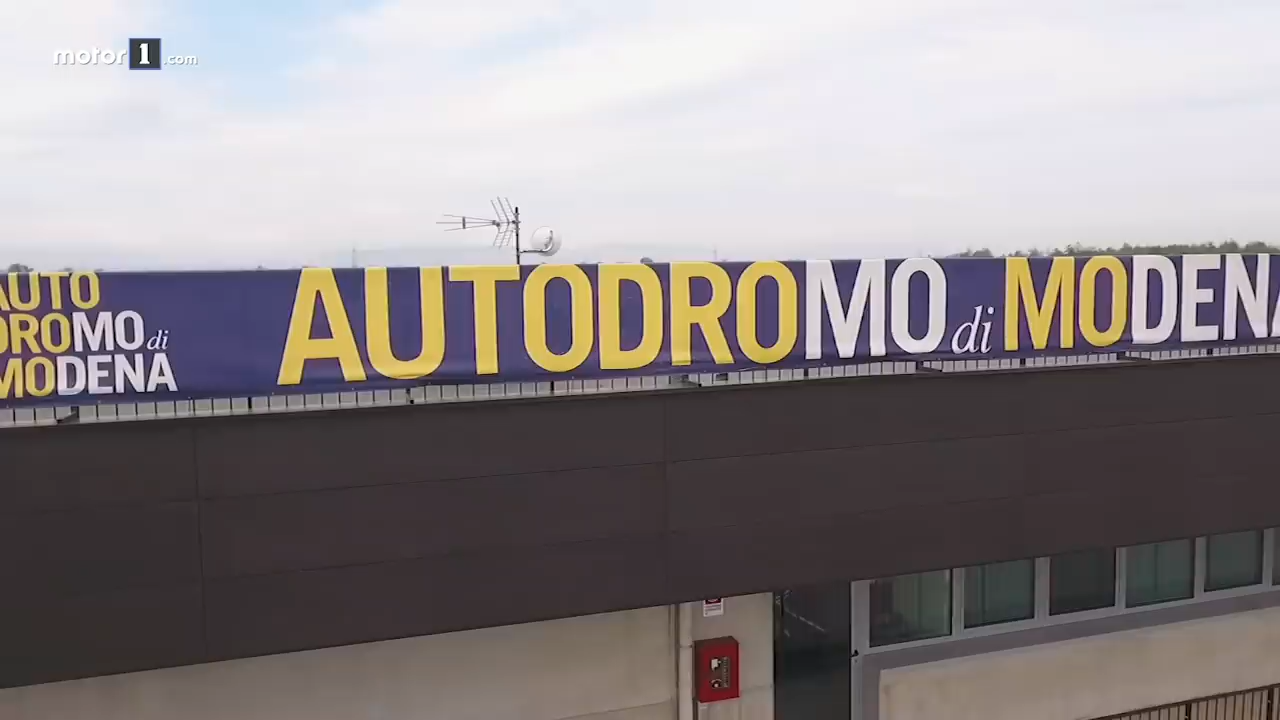 motor1.com
AUTO
DROMO di
MODENA
AUTODROMO di MODENA